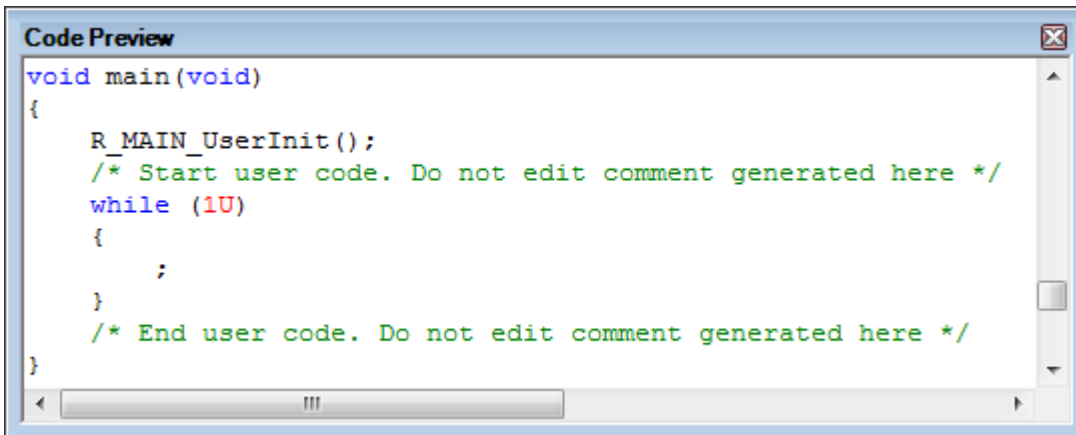 Code Preview
void main(void)
{
    R_MAIN_UserInit();
    /* Start user code. Do not edit comment generated here */
    while (1U)
    {
        ;
    }
    /* End user code. Do not edit comment generated here */
}